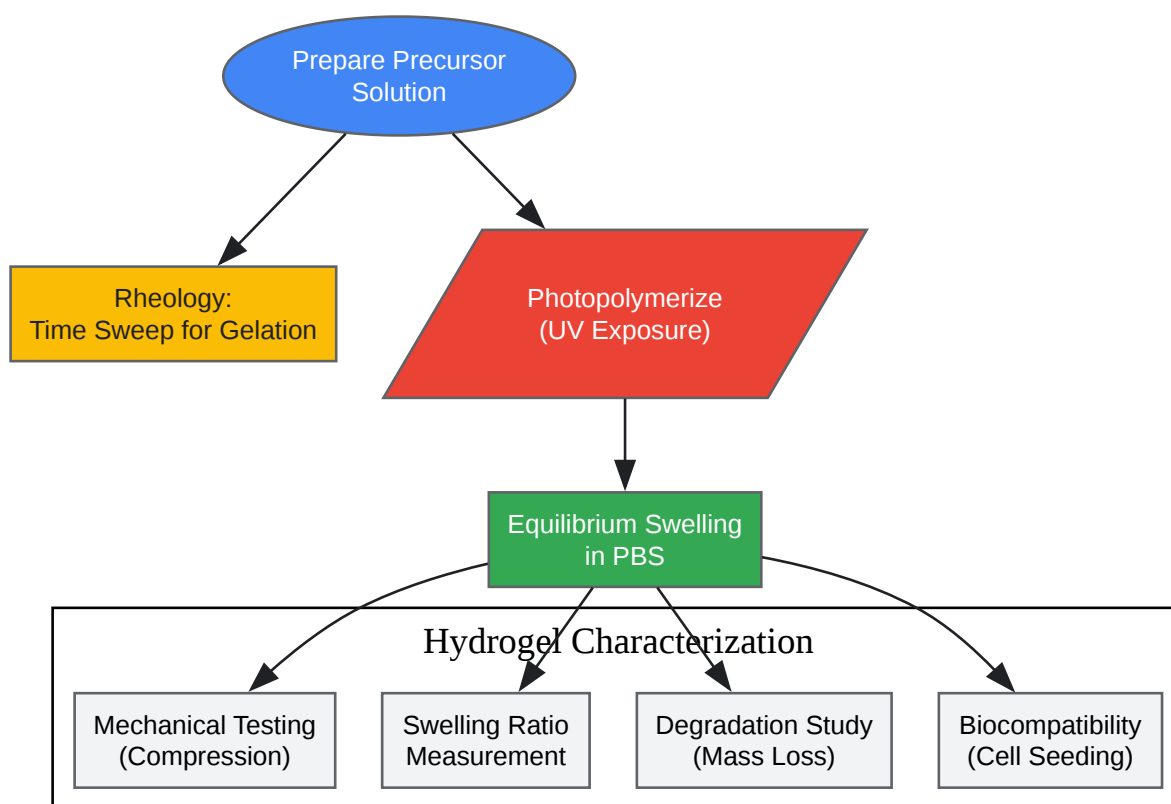 Prepare Precursor
Solution
Rheology:
Time Sweep for Gelation
Photopolymerize
(UV Exposure)
Equilibrium Swelling
in PBS
Hydrogel Characterization
Mechanical Testing
(Compression)
Swelling Ratio
Measurement
Degradation Study
(Mass Loss)
Biocompatibility
(Cell Seeding)